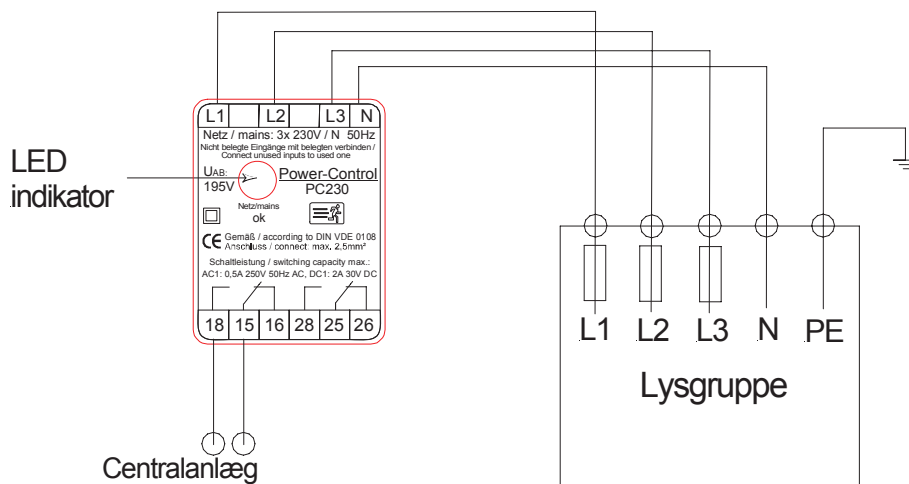 L1 L2 L3 N
Netz / mains: 3x 230V / N 50Hz
Nicht belegte Eingänge mit belegten verbinden /
Connect unused inputs to used one
LED
indikator
UAB:
195V
Power-Control
PC230
Netz/mains
ok
CE Gemäß / according to DIN VDE 0108
Anschluss / connect: max. 2,5mm²
Schaltleistung / switching capacity max.:
AC1: 0,5A 250V 50Hz AC, DC1: 2A 30V DC
18 15 16 28 25 26
Centralanlæg
L1 L2 L3 N PE
Lysgruppe